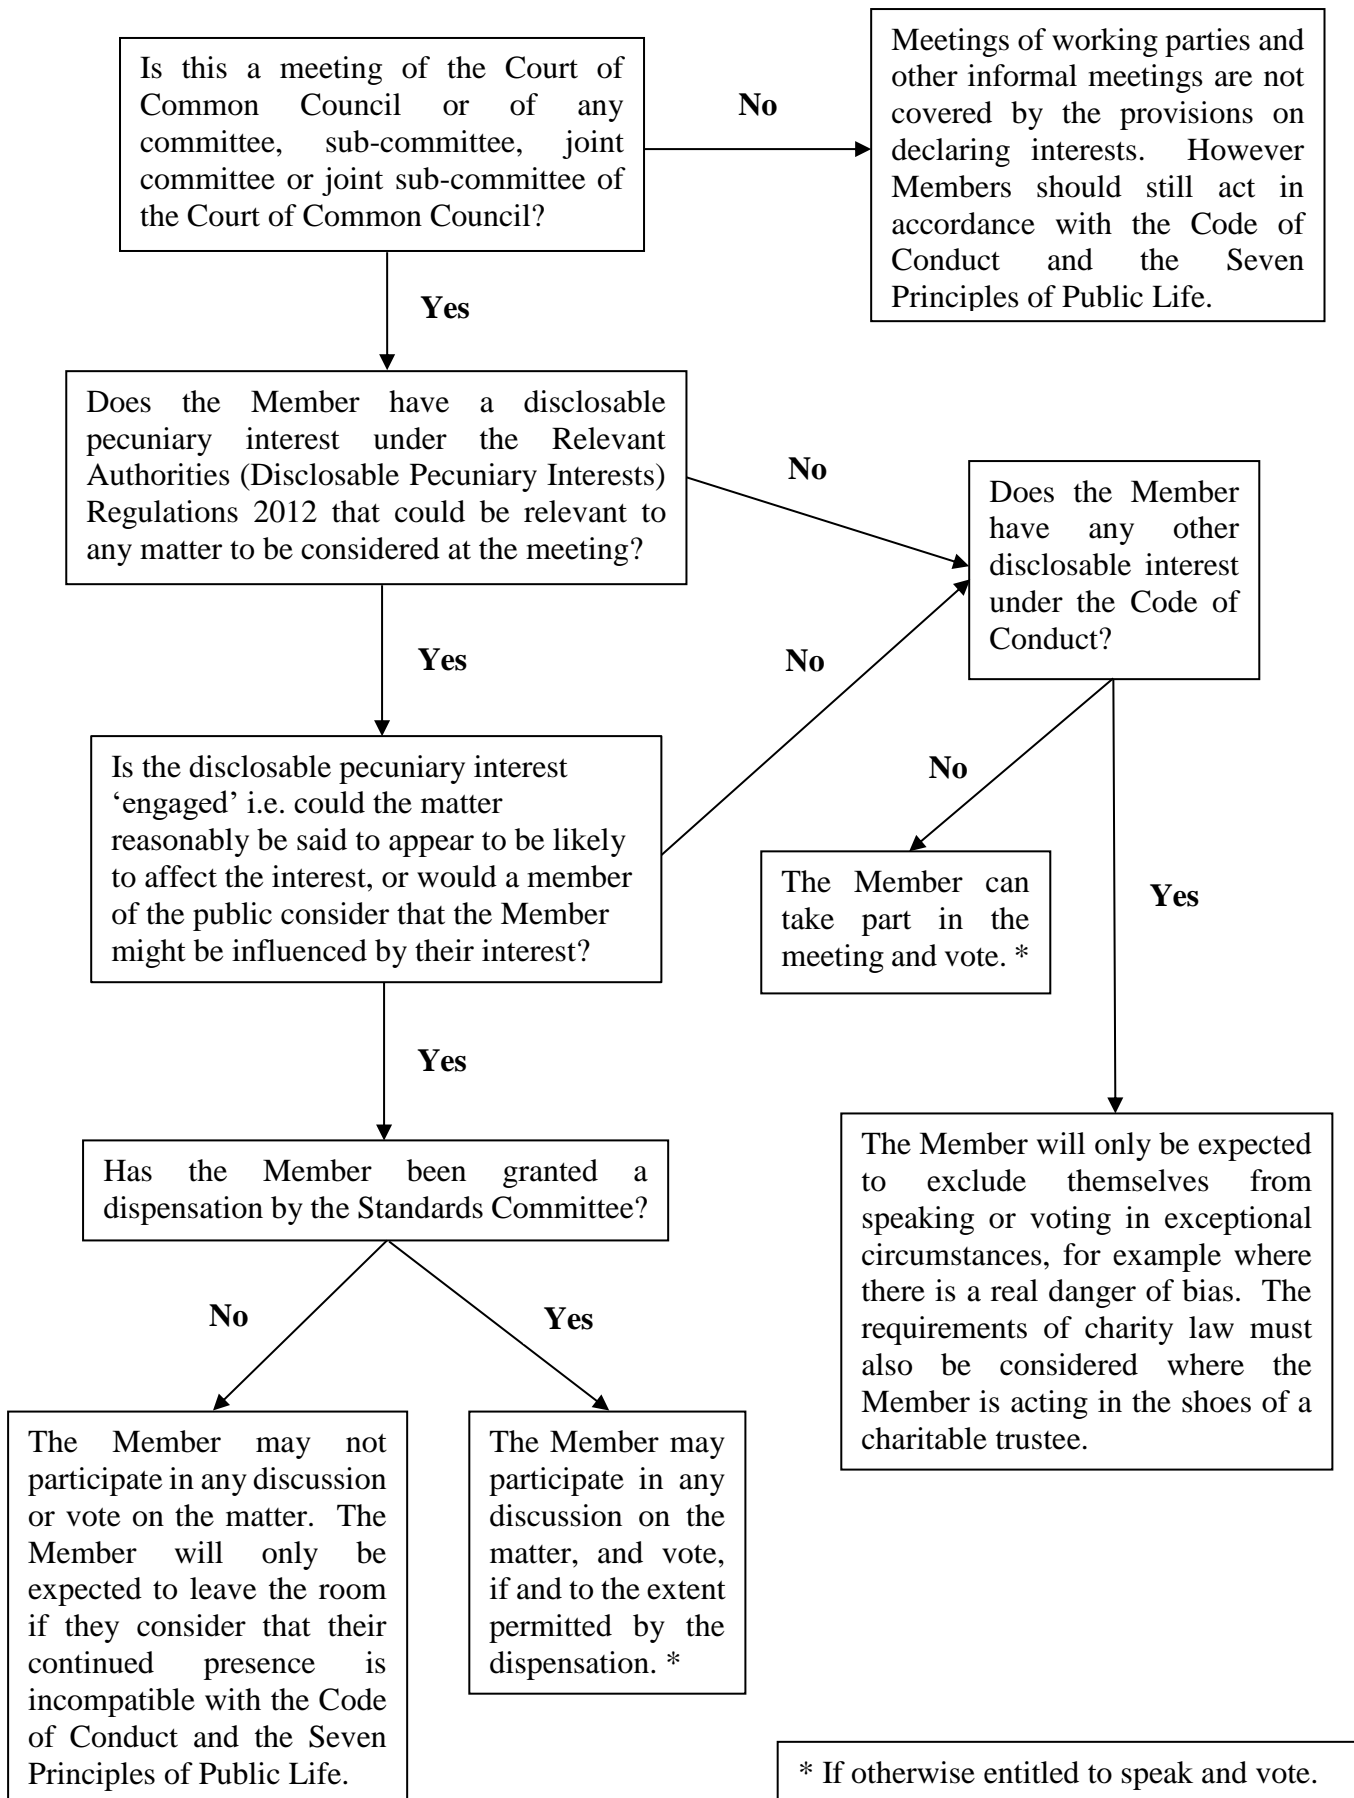 Is this a meeting of the Court of
Common Council or of any
committee, sub-committee, joint
committee or joint sub-committee of
the Court of Common Council?
No
Meetings of working parties and
other informal meetings are not
covered by the provisions on
declaring interests. However
Members should still act in
accordance with the Code of
Conduct and the Seven
Principles of Public Life.
Yes
Does the Member have a disclosable
pecuniary interest under the Relevant
Authorities (Disclosable Pecuniary Interests)
Regulations 2012 that could be relevant to
any matter to be considered at the meeting?
No
Does the Member
have any other
disclosable interest
under the Code of
Conduct?
Yes
No
Is the disclosable pecuniary interest
‘engaged’ i.e. could the matter
reasonably be said to appear to be likely
to affect the interest, or would a member
of the public consider that the Member
might be influenced by their interest?
No
The Member can
take part in the
meeting and vote. *
Yes
Yes
Has the Member been granted a
dispensation by the Standards Committee?
The Member will only be expected
to exclude themselves from
speaking or voting in exceptional
circumstances, for example where
there is a real danger of bias. The
requirements of charity law must
also be considered where the
Member is acting in the shoes of a
charitable trustee.
No
Yes
The Member may not
participate in any discussion
or vote on the matter. The
Member will only be
expected to leave the room
if they consider that their
continued presence is
incompatible with the Code
of Conduct and the Seven
Principles of Public Life.
The Member may
participate in any
discussion on the
matter, and vote,
if and to the extent
permitted by the
dispensation. *
* If otherwise entitled to speak and vote.